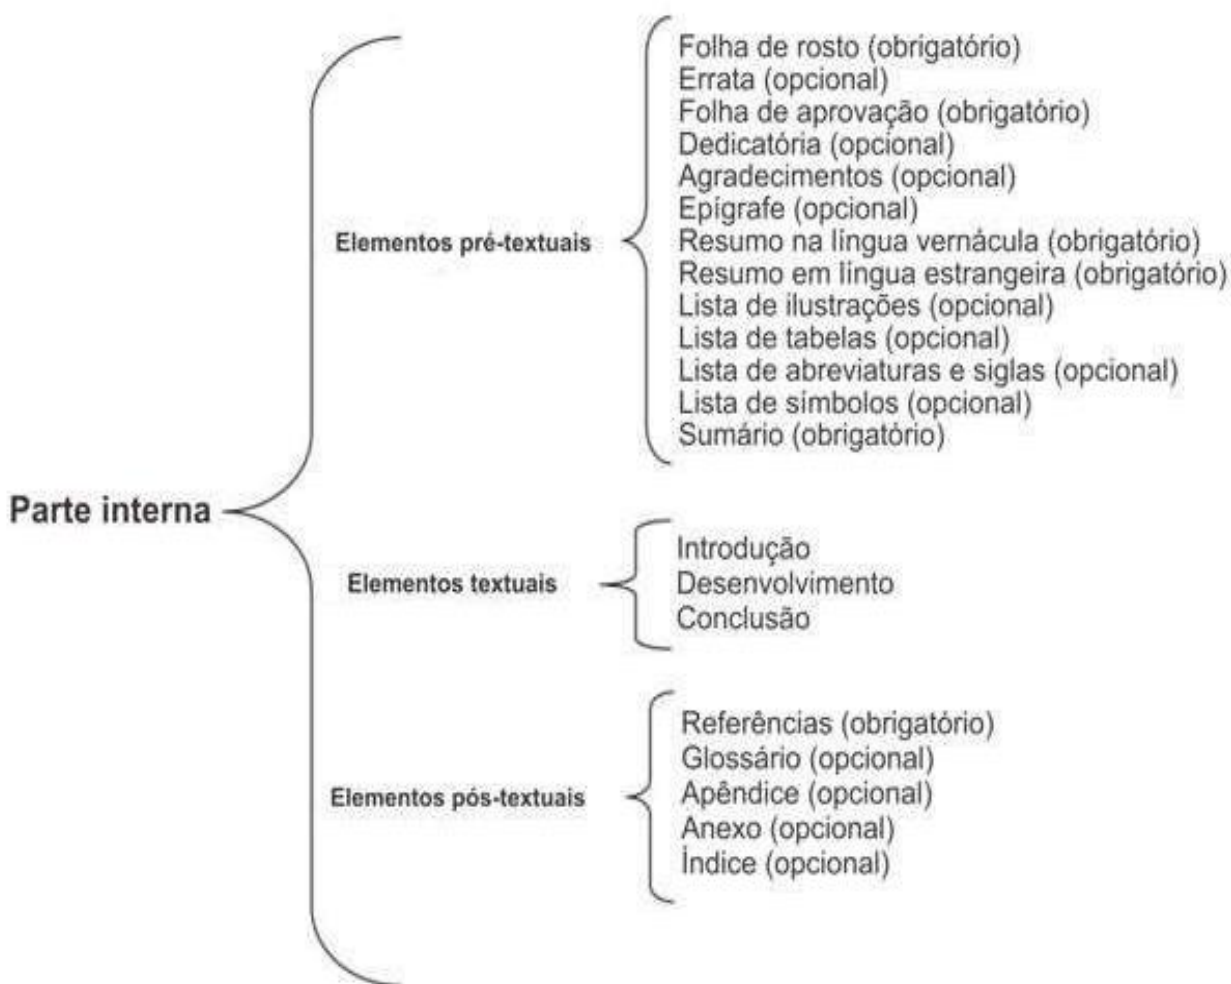 Folha de rosto (obrigatório)
Errata (opcional)
Folha de aprovação (obrigatório)
Dedicatória (opcional)
Agradecimentos (opcional)
Epígrafe (opcional)
Elementos pré-textuais
Resumo na língua vernácula (obrigatório)
Resumo em língua estrangeira (obrigatório)
Lista de ilustrações (opcional)
Lista de tabelas (opcional)
Lista de abreviaturas e siglas (opcional)
Lista de símbolos (opcional)
Sumário (obrigatório)
Parte interna
Introdução
Elementos textuais
Desenvolvimento
Conclusão
Referências (obrigatório)
Glossário (opcional)
Elementos pós-textuais
Apêndice (opcional)
Anexo (opcional)
Índice (opcional)